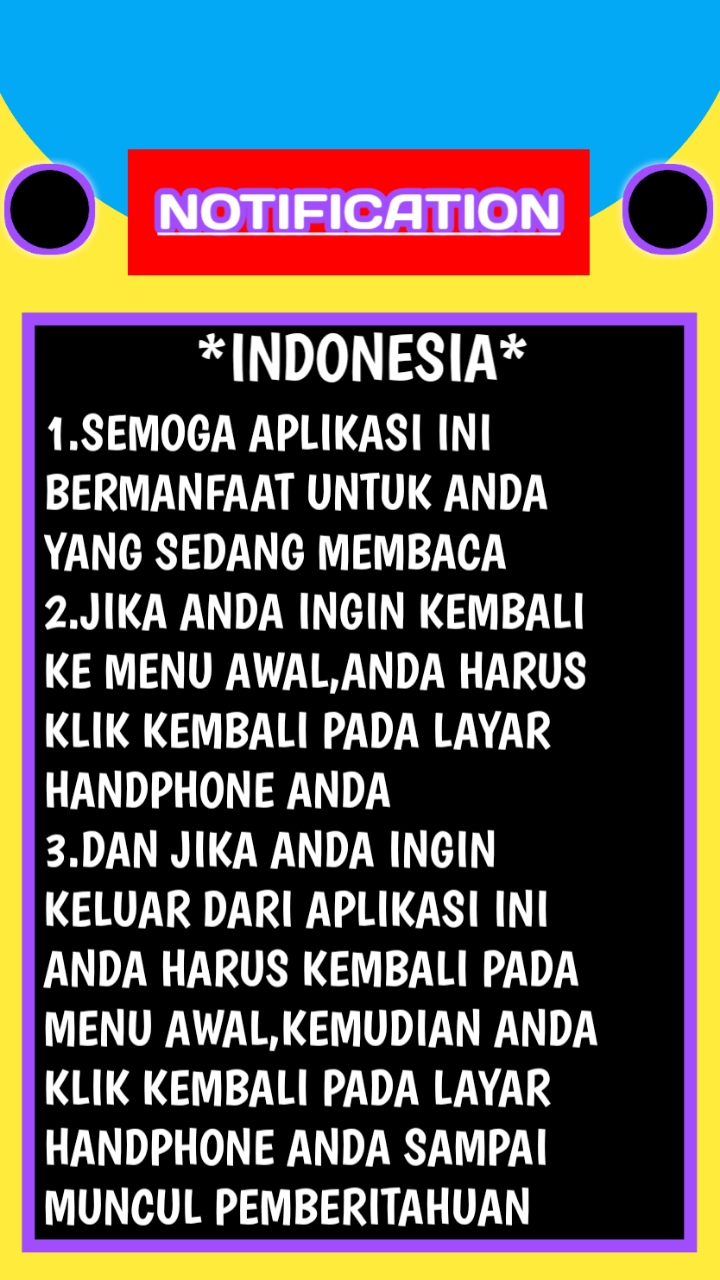 NOTIFICATION
*INDONESIA*
1.SEMOGA APLIKASI INI
BERMANFAAT UNTUK ANDA
YANG SEDANG MEMBACA
2.JIKA ANDA INGIN KEMBALI
KE MENU AWAL,ANDA HARUS
KLIK KEMBALI PADA LAYAR
HANDPHONE ANDA
3.DAN JIKA ANDA INGIN
KELUAR DARI APLIKASI INI
ANDA HARUS KEMBALI PADA
MENU AWAL,KEMUDIAN ANDA
KLIK KEMBALI PADA LAYAR
HANDPHONE ANDA SAMPAI
MUNCUL PEMBERITAHUAN